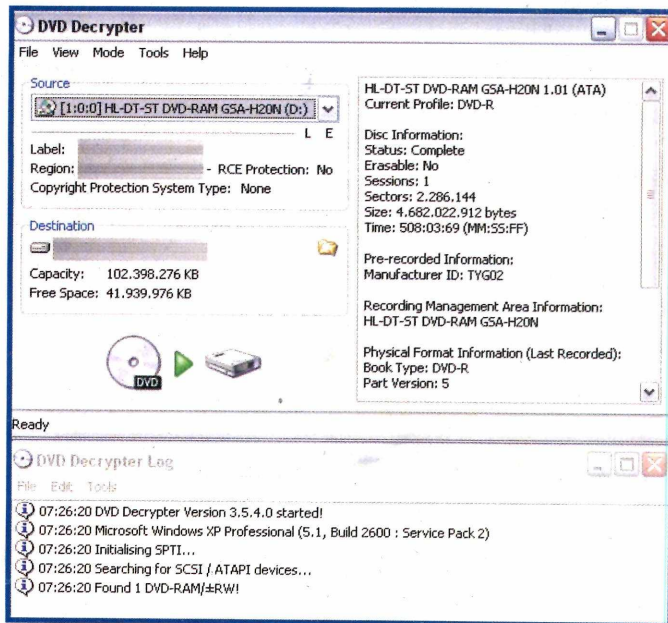 DVD Decrypter
File View Mode Tools Help
Source
[1:0:0] HL-DT-ST DVD-RAM GSA-H20N (D:)
L E
Label:
Region: - RCE Protection: No
Copyright Protection System Type: None
Destination
Capacity: 102.398.276 KB
Free Space: 41.939.976 KB
DVD
HL-DT-ST DVD-RAM GSA-H20N 1.01 (ATA)
Current Profile: DVD-R
Disc Information:
Status: Complete
Erasable: No
Sessions: 1
Sectors: 2.286.144
Size: 4.682.022.912 bytes
Time: 508:03:69 (MM:SS:FF)
Pre-recorded Information:
Manufacturer ID: TYG02
Recording Management Area Information:
HL-DT-ST DVD-RAM GSA-H20N
Physical Format Information (Last Recorded):
Book Type: DVD-R
Part Version: 5
Ready
DVD Decrypter Log
File Edit Tools
07:26:20 DVD Decrypter Version 3.5.4.0 started!
07:26:20 Microsoft Windows XP Professional (5.1, Build 2600 : Service Pack 2)
07:26:20 Initialising SPTI...
07:26:20 Searching for SCSI / ATAPI devices...
07:26:20 Found 1 DVD-RAM/±RW!